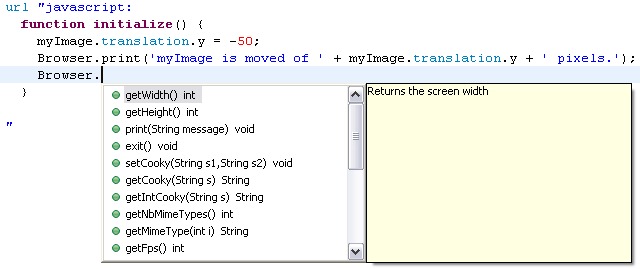 url "javascript:
function initialize() {
myImage.translation.y = -50;
Browser.print('myImage is moved of ' + myImage.translation.y + ' pixels.');
Browser.
}
"
getWidth() int
getHeight() int
print(String message) void
exit() void
setCooky(String s1,String s2) void
getCooky(String s) String
getIntCooky(String s) String
getNbMimeTypes() int
getMimeType(int i) String
getFps() int
Returns the screen width